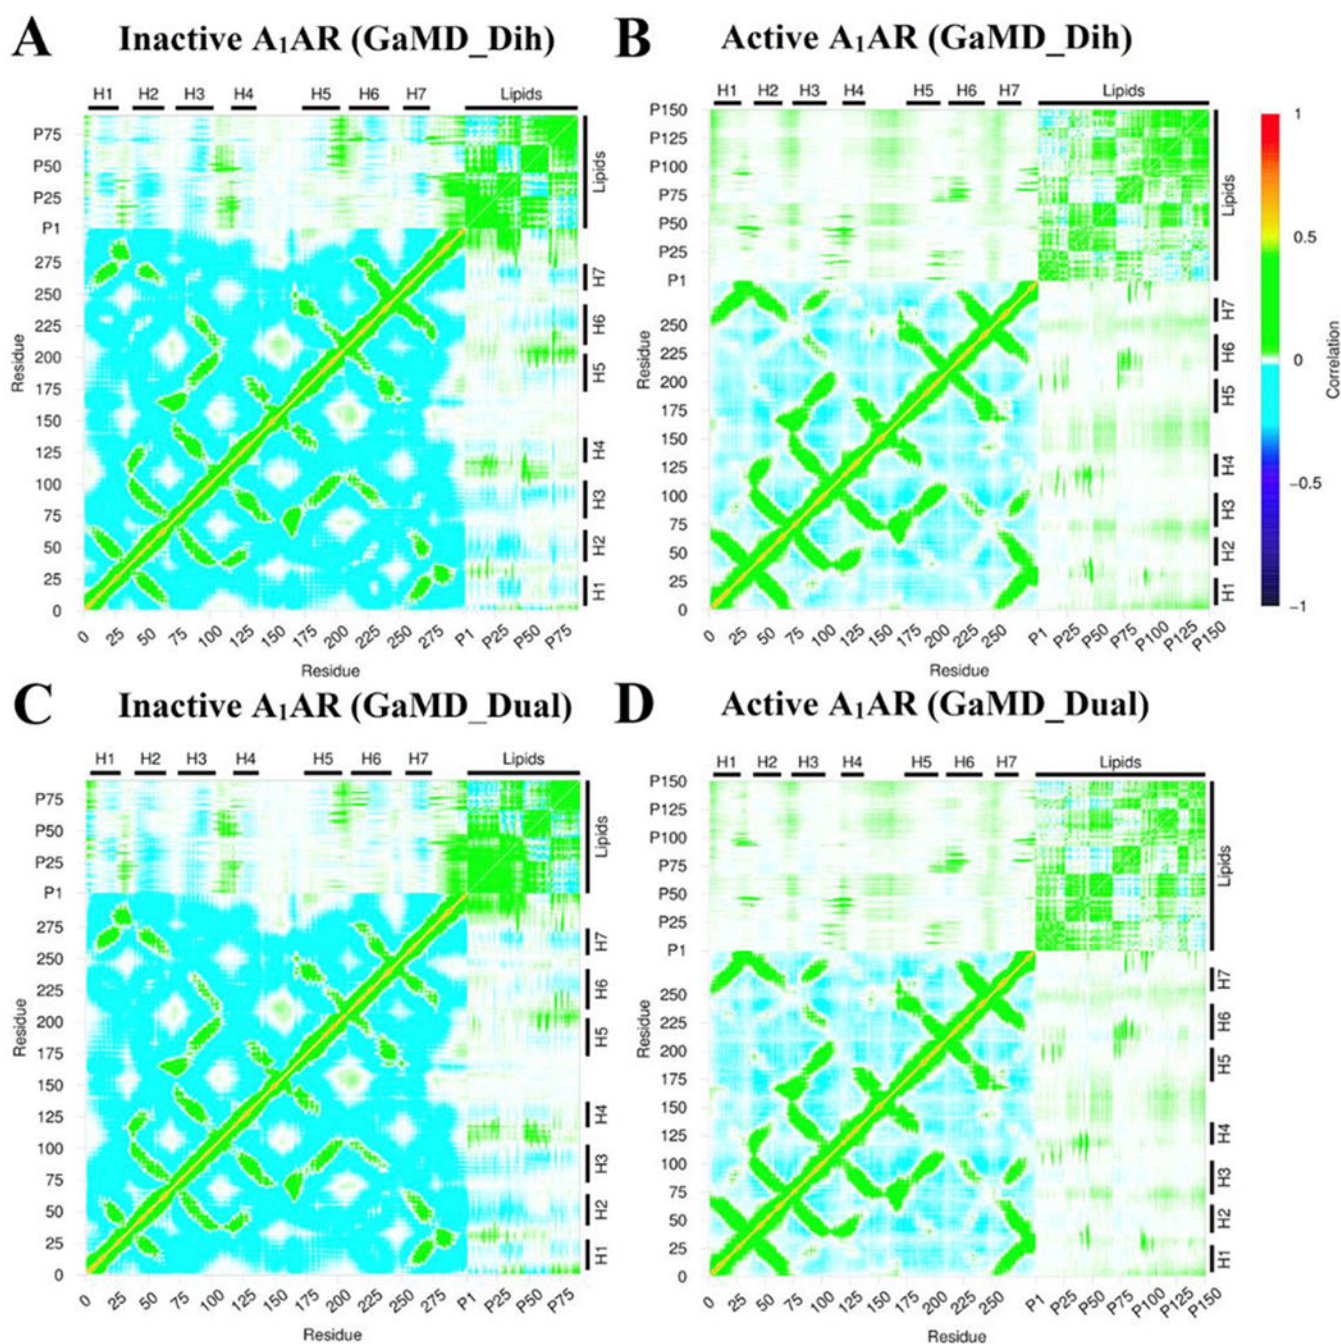 A Inactive A₁AR (GaMD_Dih)
H1 H2 H3 H4 H5 H6 H7 Lipids
P75
P50
P25
P1
275
250
225
200
175
150
125
100
75
50
25
0
Residue
0 25 50 75 100 125 150 175 200 225 250 275 P1 P25 P50 P75
Residue
Lipids
H7
H6
H5
H4
H3
H2
H1
B Active A₁AR (GaMD_Dih)
H1 H2 H3 H4 H5 H6 H7 Lipids
P150
P125
P100
P75
P50
P25
P1
250
225
200
175
150
125
100
75
50
25
0
Residue
0 25 50 75 100 125 150 175 200 250 P1 P25 P50 P75 P100 P125 P150
Residue
Lipids
H7
H6
H5
H4
H3
H2
H1
1
0.5
0
−0.5
−1
Correlation
C Inactive A₁AR (GaMD_Dual)
H1 H2 H3 H4 H5 H6 H7 Lipids
P75
P50
P25
P1
275
250
225
200
175
150
125
100
75
50
25
0
Residue
0 25 50 75 100 125 150 175 200 225 250 275 P1 P25 P50 P75
Residue
Lipids
H7
H6
H5
H4
H3
H2
H1
D Active A₁AR (GaMD_Dual)
H1 H2 H3 H4 H5 H6 H7 Lipids
P150
P125
P100
P75
P50
P25
P1
250
225
200
175
150
125
100
75
50
25
0
Residue
0 25 50 75 100 125 150 175 200 250 P1 P25 P50 P75 P100 P125 P150
Residue
Lipids
H7
H6
H5
H4
H3
H2
H1